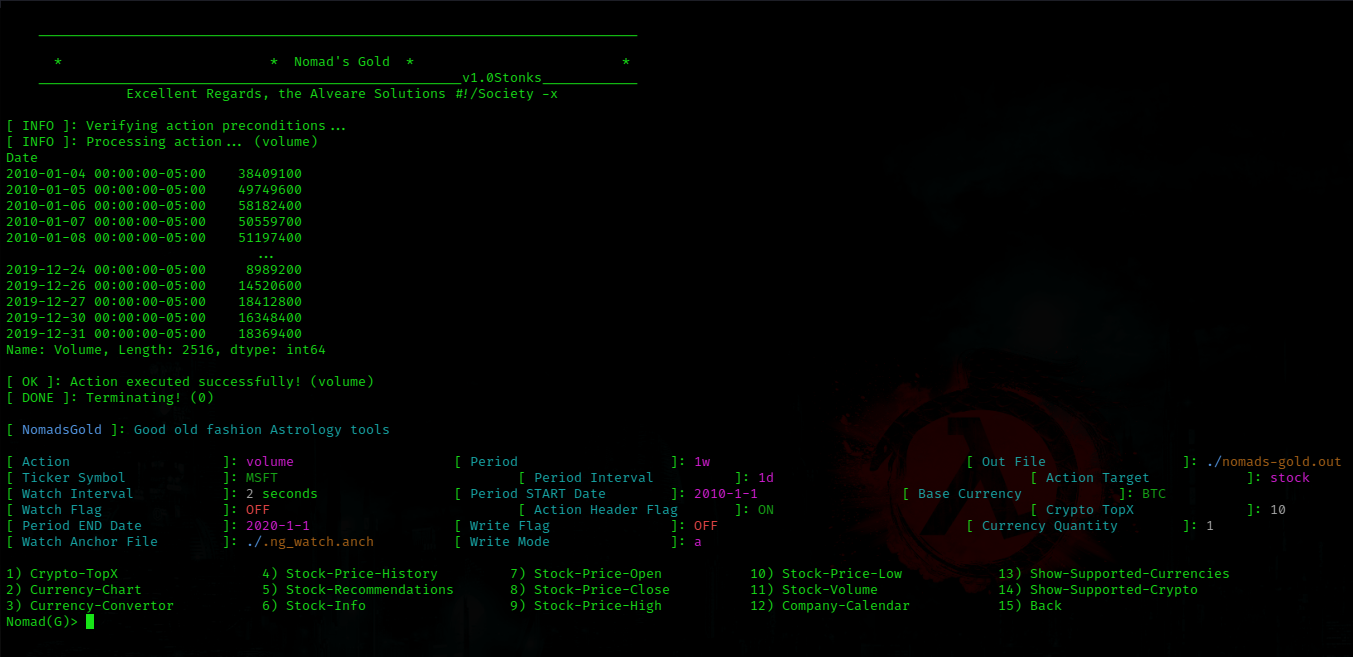 * * Nomad's Gold * *
v1.0Stonks
Excellent Regards, the Alveare Solutions #!/Society -x
[ INFO ]: Verifying action preconditions...
[ INFO ]: Processing action... (volume)
Date
2010-01-04 00:00:00-05:00 38409100
2010-01-05 00:00:00-05:00 49749600
2010-01-06 00:00:00-05:00 58182400
2010-01-07 00:00:00-05:00 50559700
2010-01-08 00:00:00-05:00 51197400
...
2019-12-24 00:00:00-05:00 8989200
2019-12-26 00:00:00-05:00 14520600
2019-12-27 00:00:00-05:00 18412800
2019-12-30 00:00:00-05:00 16348400
2019-12-31 00:00:00-05:00 18369400
Name: Volume, Length: 2516, dtype: int64
[ OK ]: Action executed successfully! (volume)
[ DONE ]: Terminating! (0)
[ NomadsGold ]: Good old fashion Astrology tools
[ Action ]: volume [ Period ]: 1w [ Out File ]: ./nomads-gold.out
[ Ticker Symbol ]: MSFT [ Period Interval ]: 1d [ Action Target ]: stock
[ Watch Interval ]: 2 seconds [ Period START Date ]: 2010-1-1 [ Base Currency ]: BTC
[ Watch Flag ]: OFF [ Action Header Flag ]: ON [ Crypto TopX ]: 10
[ Period END Date ]: 2020-1-1 [ Write Flag ]: OFF [ Currency Quantity ]: 1
[ Watch Anchor File ]: ./.ng_watch.anch [ Write Mode ]: a
1) Crypto-TopX 4) Stock-Price-History 7) Stock-Price-Open 10) Stock-Price-Low 13) Show-Supported-Currencies
2) Currency-Chart 5) Stock-Recommendations 8) Stock-Price-Close 11) Stock-Volume 14) Show-Supported-Crypto
3) Currency-Convertor 6) Stock-Info 9) Stock-Price-High 12) Company-Calendar 15) Back
Nomad(G)>